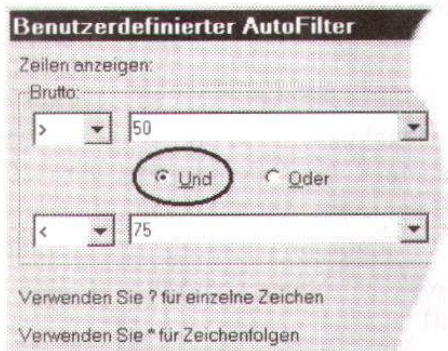 Benutzerdefinierter AutoFilter
Zeilen anzeigen:
Brutto:
> 50
Und Oder
< 75
Verwenden Sie ? für einzelne Zeichen
Verwenden Sie * für Zeichenfolgen